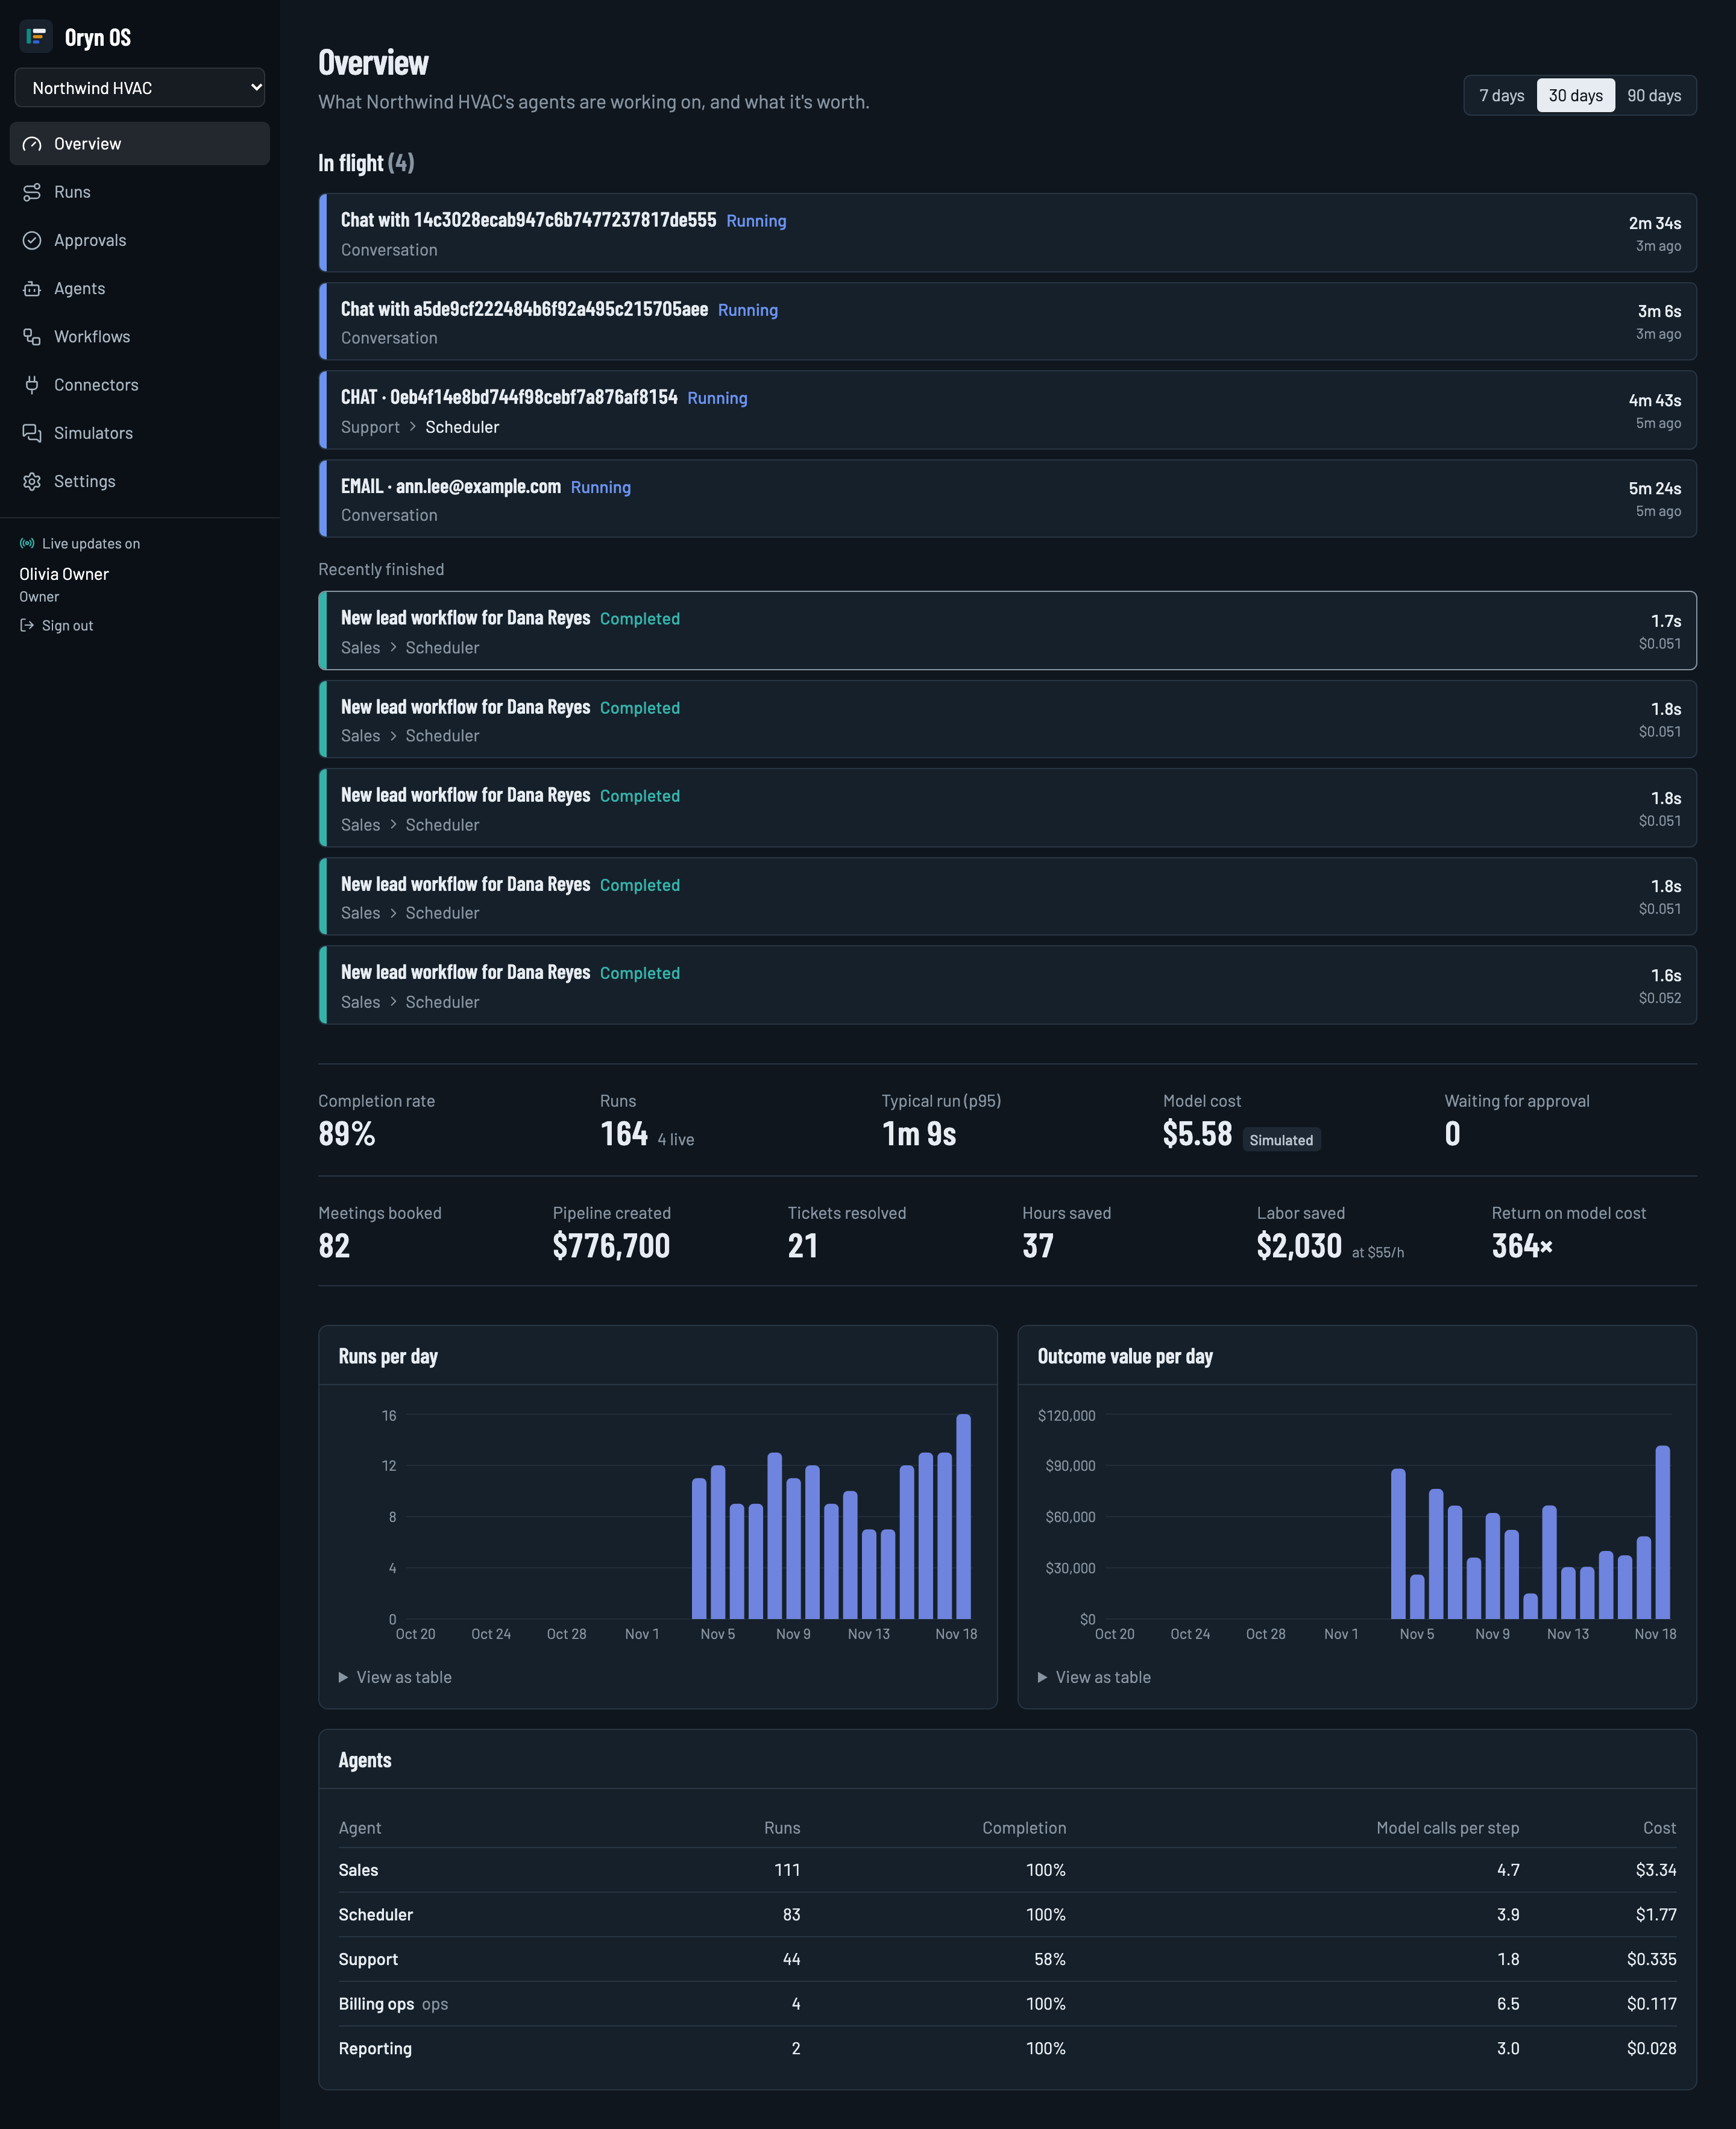 Oryn OS
Northwind HVAC
Overview
Runs
Approvals
Agents
Workflows
Connectors
Simulators
Settings
Live updates on
Olivia Owner
Owner
Sign out
Overview
What Northwind HVAC's agents are working on, and what it's worth.
7 days 30 days 90 days
In flight (4)
Chat with 14c3028ecab947c6b7477237817de555 Running
2m 34s
Conversation
3m ago
Chat with a5de9cf222484b6f92a495c215705aee Running
3m 6s
Conversation
3m ago
CHAT · 0eb4f14e8bd744f98cebf7a876af8154 Running
4m 43s
Support > Scheduler
5m ago
EMAIL · ann.lee@example.com Running
5m 24s
Conversation
5m ago
Recently finished
New lead workflow for Dana Reyes Completed
1.7s
Sales > Scheduler
$0.051
New lead workflow for Dana Reyes Completed
1.8s
Sales > Scheduler
$0.051
New lead workflow for Dana Reyes Completed
1.8s
Sales > Scheduler
$0.051
New lead workflow for Dana Reyes Completed
1.8s
Sales > Scheduler
$0.051
New lead workflow for Dana Reyes Completed
1.6s
Sales > Scheduler
$0.052
Completion rate Runs Typical run (p95) Model cost Waiting for approval
89% 164 4 live 1m 9s $5.58 Simulated 0
Meetings booked Pipeline created Tickets resolved Hours saved Labor saved Return on model cost
82 $776,700 21 37 $2,030 at $55/h 364×
Runs per day
16
12
8
4
0
Oct 20 Oct 24 Oct 28 Nov 1 Nov 5 Nov 9 Nov 13 Nov 18
View as table
Outcome value per day
$120,000
$90,000
$60,000
$30,000
$0
Oct 20 Oct 24 Oct 28 Nov 1 Nov 5 Nov 9 Nov 13 Nov 18
View as table
Agents
Agent Runs Completion Model calls per step Cost
Sales 111 100% 4.7 $3.34
Scheduler 83 100% 3.9 $1.77
Support 44 58% 1.8 $0.335
Billing ops ops 4 100% 6.5 $0.117
Reporting 2 100% 3.0 $0.028